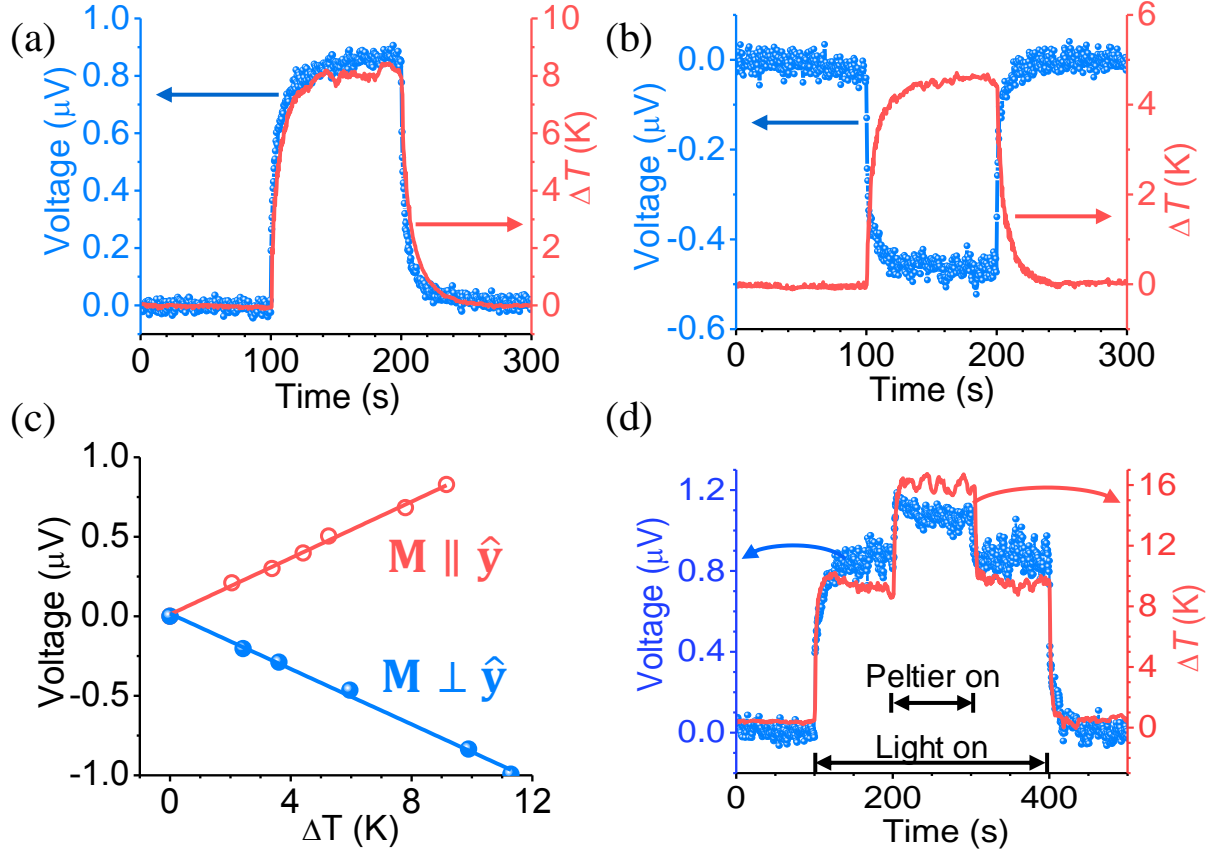 (a)
1.0
0.8
0.6
0.4
0.2
0.0
Voltage (μV)
10
8
6
4
2
0
ΔT (K)
0 100 200 300
Time (s)
(b)
0.0
-0.2
-0.4
-0.6
Voltage (μV)
6
4
2
0
ΔT (K)
0 100 200 300
Time (s)
(c)
1.0
0.5
0.0
-0.5
-1.0
Voltage (μV)
M ∥ ŷ
M ⊥ ŷ
0 4 8 12
ΔT (K)
(d)
1.2
0.8
0.4
0.0
Voltage (μV)
16
12
8
4
0
ΔT (K)
Peltier on
Light on
0 200 400
Time (s)